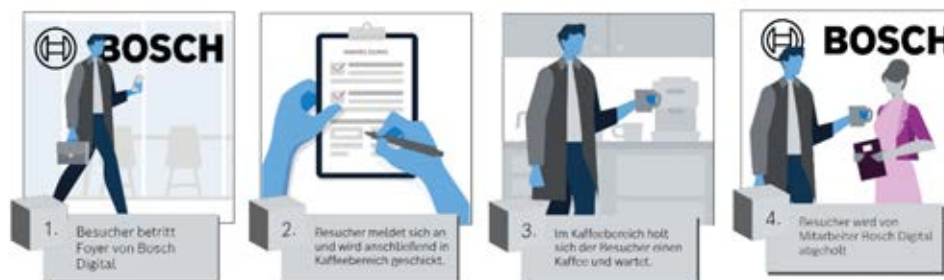 BOSCH
1.
Besucher betritt
Foyer von Bosch
Digital
2.
Besucher meldet sich an
und wird anschließend in
Kaffeebereich geschickt.
3.
Im Kaffeebereich holt
sich der Besucher einen
Kaffee und wartet.
BOSCH
4.
Besucher wird von
Mitarbeiter Bosch Digital
abgeholt